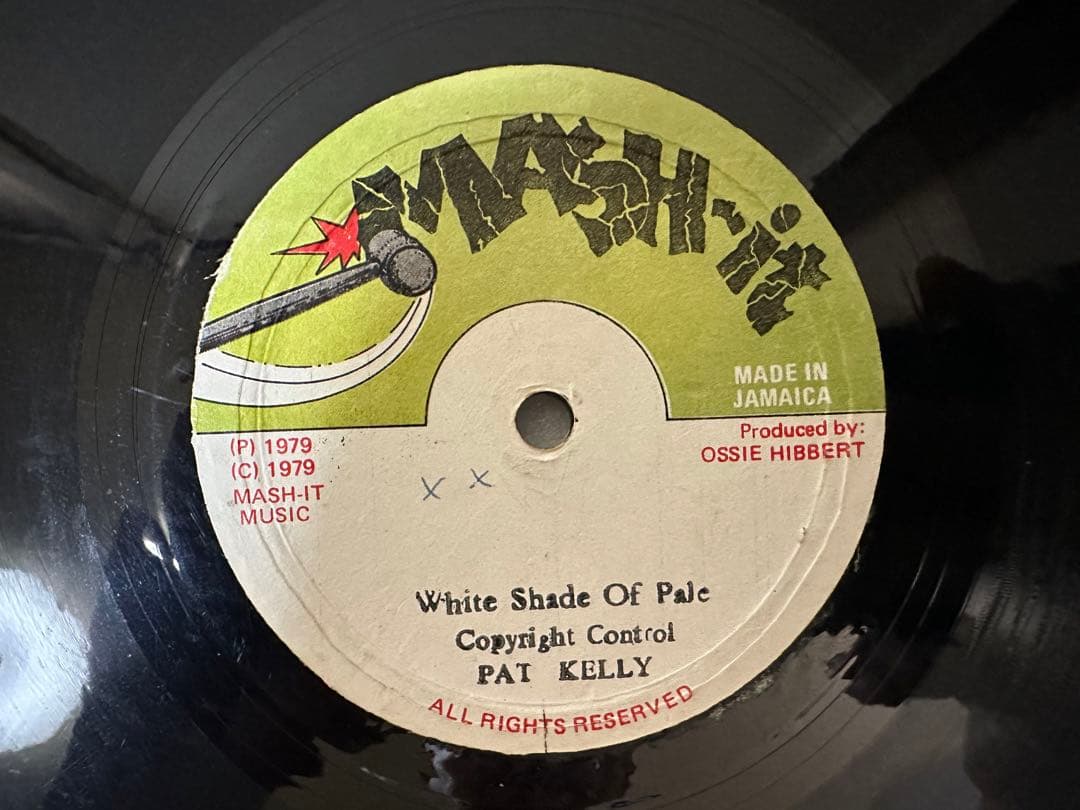 MASH-it
MADE IN
JAMAICA
(P) 1979
(C) 1979
MASH-IT
MUSIC
Produced by:
OSSIE HIBBERT
X X
White Shade Of Pale
Copyright Control
PAT KELLY
ALL RIGHTS RESERVED